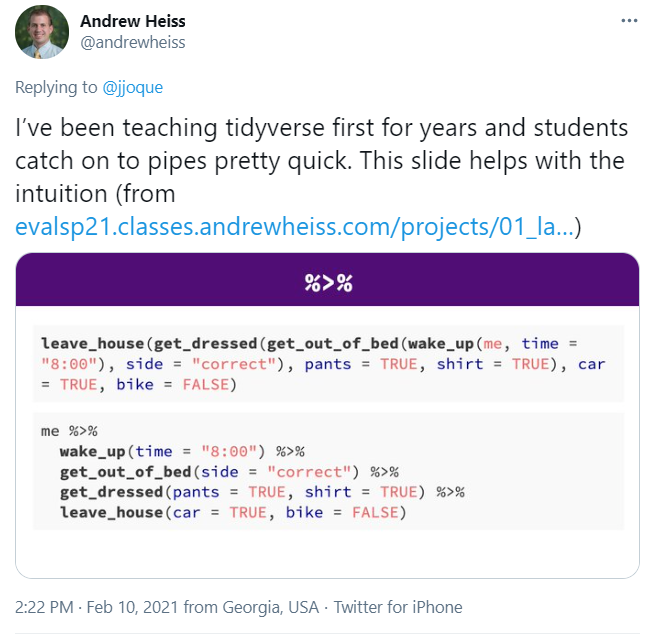 Andrew Heiss
@andrewheiss
Replying to @jjoque
I've been teaching tidyverse first for years and students
catch on to pipes pretty quick. This slide helps with the
intuition (from
evalsp21.classes.andrewheiss.com/projects/01_la...)
%>%
leave_house(get_dressed(get_out_of_bed(wake_up(me, time =
"8:00"), side = "correct"), pants = TRUE, shirt = TRUE), car
= TRUE, bike = FALSE)
me %>%
  wake_up(time = "8:00") %>%
  get_out_of_bed(side = "correct") %>%
  get_dressed(pants = TRUE, shirt = TRUE) %>%
  leave_house(car = TRUE, bike = FALSE)
2:22 PM · Feb 10, 2021 from Georgia, USA · Twitter for iPhone